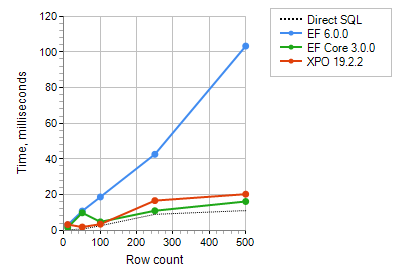 120
100
80
60
40
20
0
0
100
200
300
400
500
Time, milliseconds
Row count
Direct SQL
EF 6.0.0
EF Core 3.0.0
XPO 19.2.2